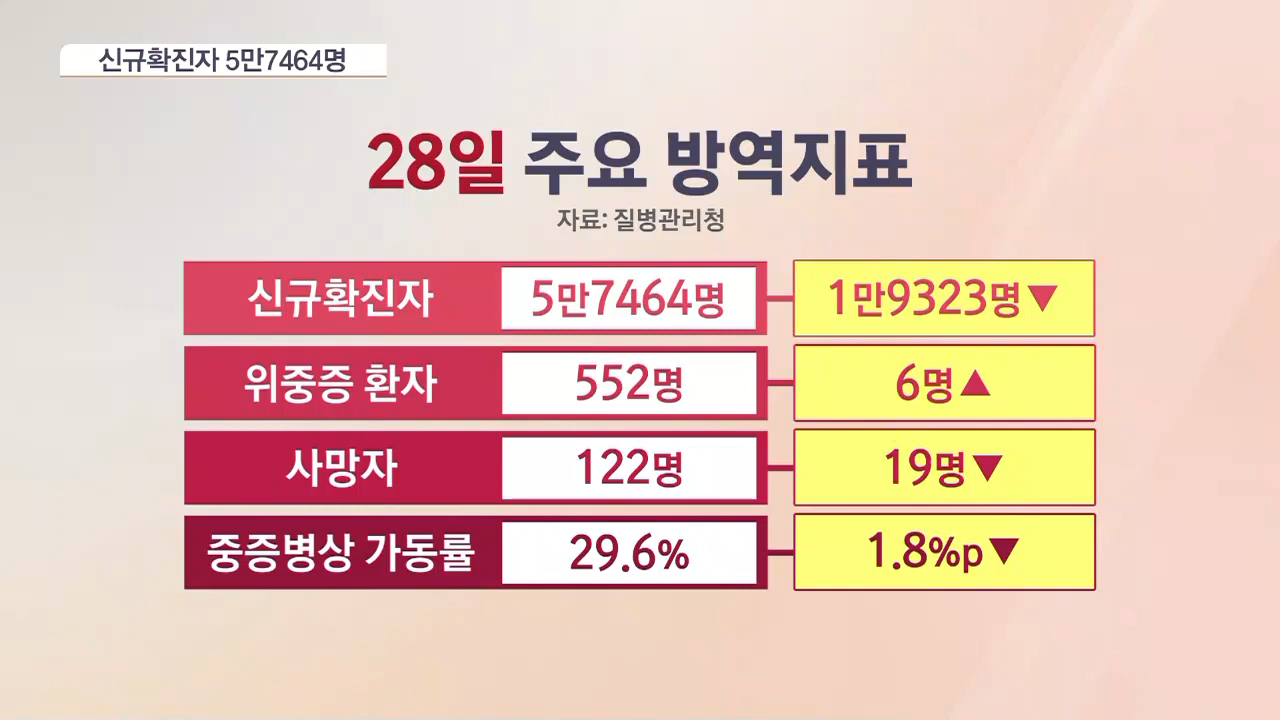 신규확진자 5만7464명
28일 주요 방역지표
자료: 질병관리청
신규확진자 5만7464명 1만9323명▼
위중증 환자 552명 6명▲
사망자 122명 19명▼
중증병상 가동률 29.6% 1.8%p▼